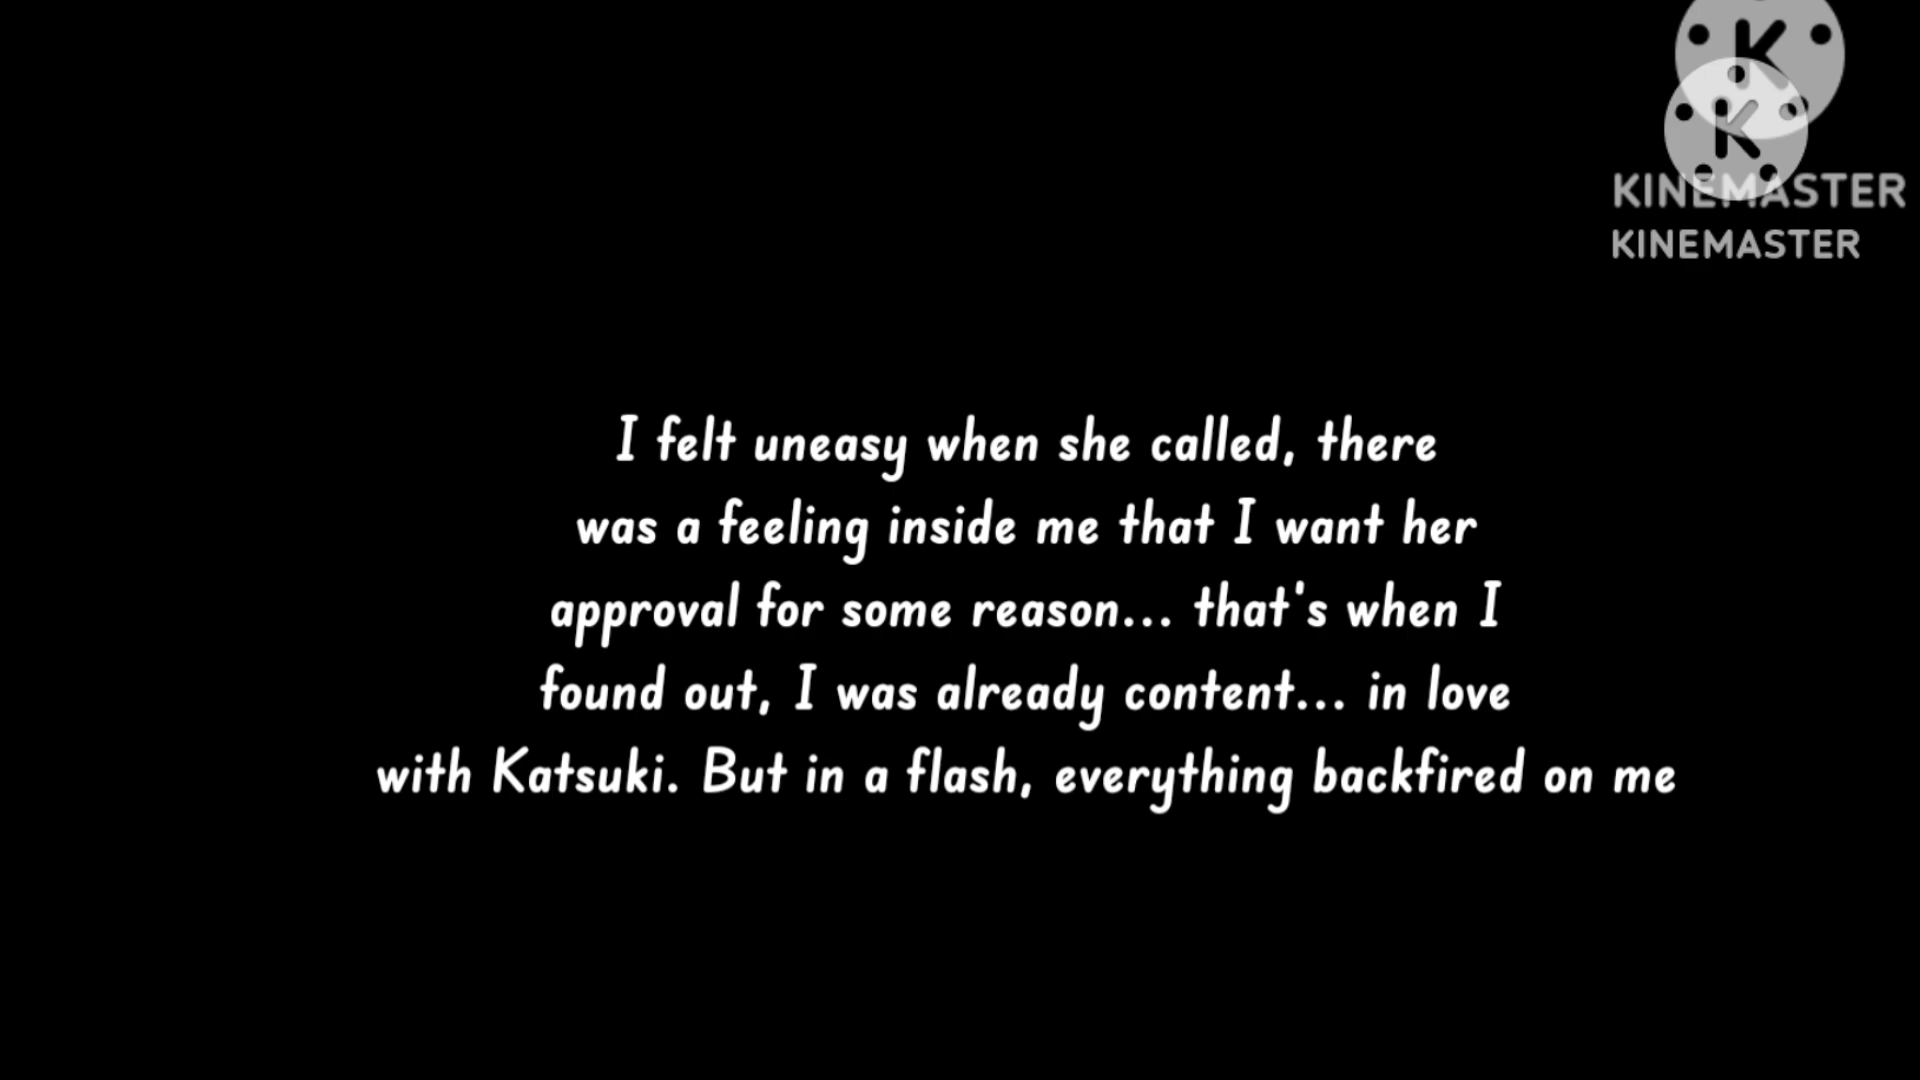 K
K
KINEMASTER
KINEMASTER
I felt uneasy when she called, there
was a feeling inside me that I want her
approval for some reason... that's when I
found out, I was already content... in love
with Katsuki. But in a flash, everything backfired on me